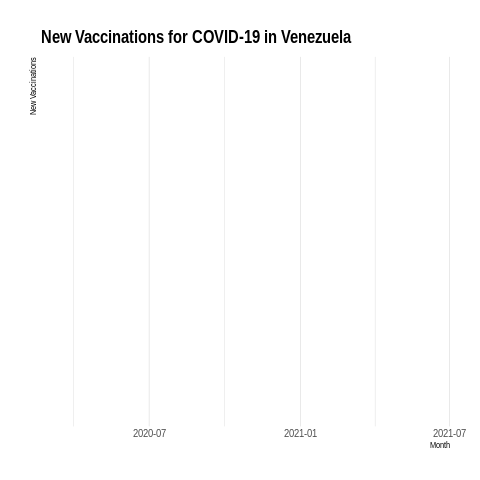 New Vaccinations for COVID-19 in Venezuela
New Vaccinations
2020-07
2021-01
2021-07
Month